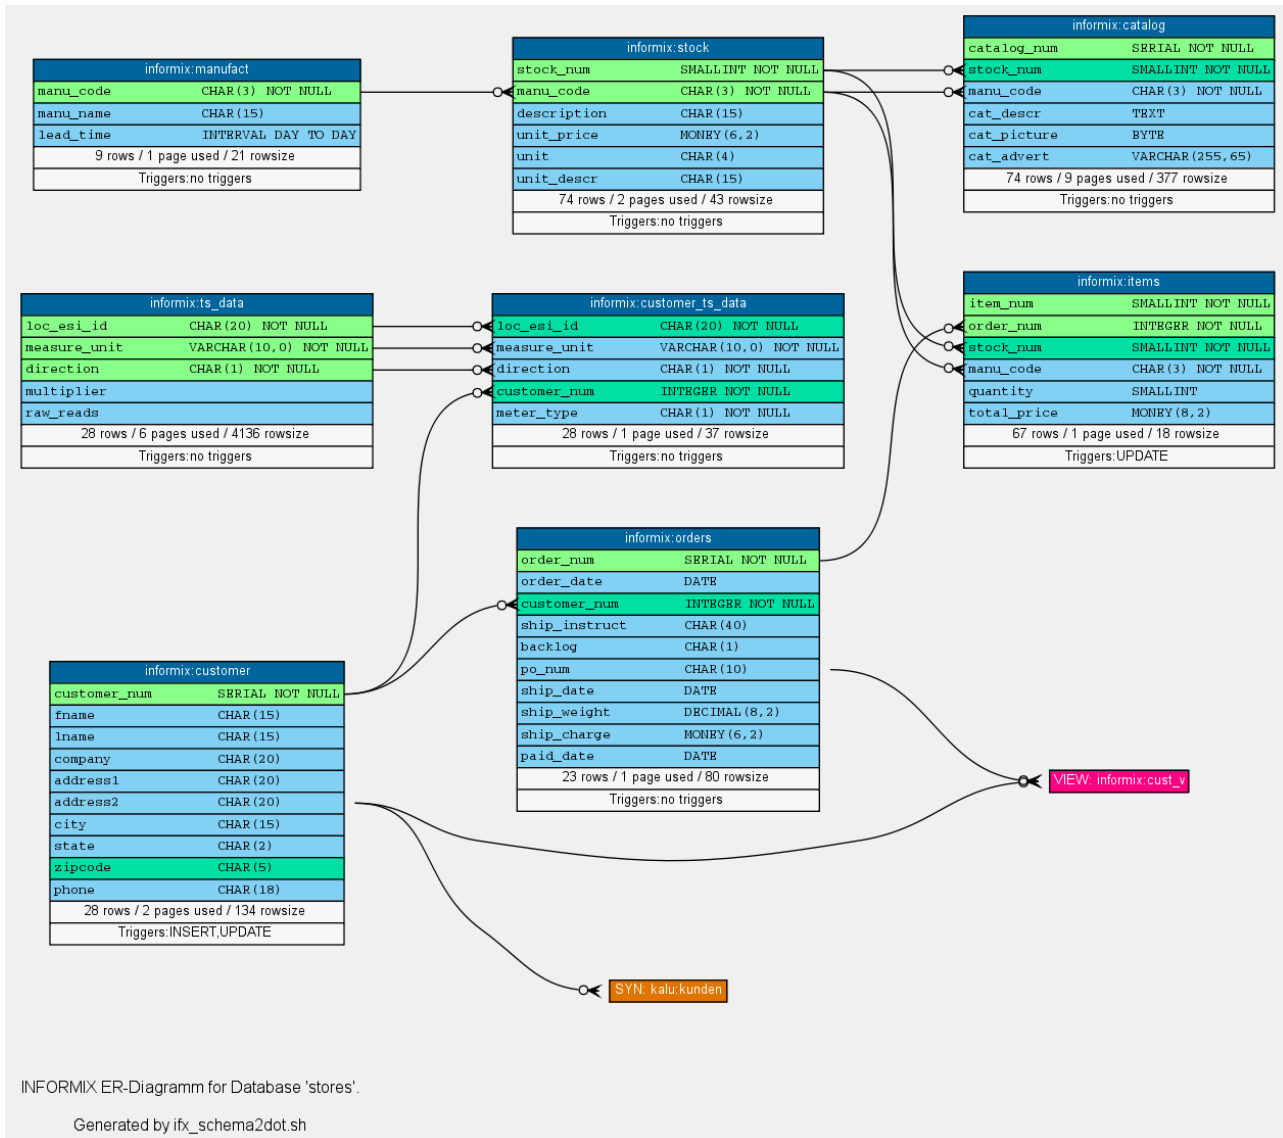 informix:manufact
manu_code CHAR(3) NOT NULL
manu_name CHAR(15)
lead_time INTERVAL DAY TO DAY
9 rows / 1 page used / 21 rowsize
Triggers:no triggers
informix:stock
stock_num SMALLINT NOT NULL
manu_code CHAR(3) NOT NULL
description CHAR(15)
unit_price MONEY(6,2)
unit CHAR(4)
unit_descr CHAR(15)
74 rows / 2 pages used / 43 rowsize
Triggers:no triggers
informix:catalog
catalog_num SERIAL NOT NULL
stock_num SMALLINT NOT NULL
manu_code CHAR(3) NOT NULL
cat_descr TEXT
cat_picture BYTE
cat_advert VARCHAR(255,65)
74 rows / 9 pages used / 377 rowsize
Triggers:no triggers
informix:ts_data
loc_esi_id CHAR(20) NOT NULL
measure_unit VARCHAR(10,0) NOT NULL
direction CHAR(1) NOT NULL
multiplier
raw_reads
28 rows / 6 pages used / 4136 rowsize
Triggers:no triggers
informix:customer_ts_data
loc_esi_id CHAR(20) NOT NULL
measure_unit VARCHAR(10,0) NOT NULL
direction CHAR(1) NOT NULL
customer_num INTEGER NOT NULL
meter_type CHAR(1) NOT NULL
28 rows / 1 page used / 37 rowsize
Triggers:no triggers
informix:items
item_num SMALLINT NOT NULL
order_num INTEGER NOT NULL
stock_num SMALLINT NOT NULL
manu_code CHAR(3) NOT NULL
quantity SMALLINT
total_price MONEY(8,2)
67 rows / 1 page used / 18 rowsize
Triggers:UPDATE
informix:orders
order_num SERIAL NOT NULL
order_date DATE
customer_num INTEGER NOT NULL
ship_instruct CHAR(40)
backlog CHAR(1)
po_num CHAR(10)
ship_date DATE
ship_weight DECIMAL(8,2)
ship_charge MONEY(6,2)
paid_date DATE
23 rows / 1 page used / 80 rowsize
Triggers:no triggers
informix:customer
customer_num SERIAL NOT NULL
fname CHAR(15)
lname CHAR(15)
company CHAR(20)
address1 CHAR(20)
address2 CHAR(20)
city CHAR(15)
state CHAR(2)
zipcode CHAR(5)
phone CHAR(18)
28 rows / 2 pages used / 134 rowsize
Triggers:INSERT,UPDATE
VIEW: informix:cust_v
SYN: kalu:kunden
INFORMIX ER-Diagramm for Database 'stores'.
Generated by ifx_schema2dot.sh